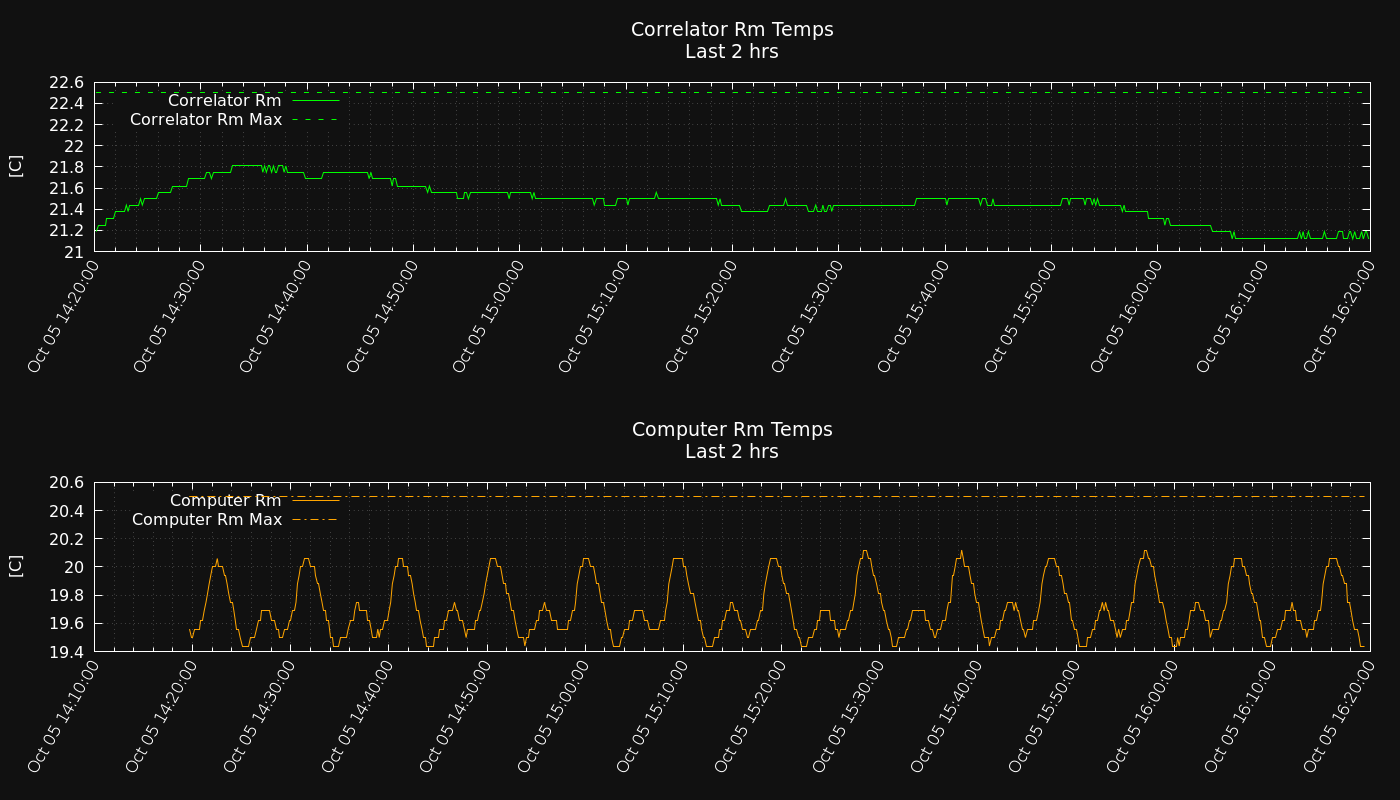 Correlator Rm Temps
Last 2 hrs
22.6
22.4
22.2
22
21.8
21.6
21.4
21.2
21
[C]
Correlator Rm
Correlator Rm Max
Oct 05 14:20:00
Oct 05 14:30:00
Oct 05 14:40:00
Oct 05 14:50:00
Oct 05 15:00:00
Oct 05 15:10:00
Oct 05 15:20:00
Oct 05 15:30:00
Oct 05 15:40:00
Oct 05 15:50:00
Oct 05 16:00:00
Oct 05 16:10:00
Oct 05 16:20:00
Computer Rm Temps
Last 2 hrs
20.6
20.4
20.2
20
19.8
19.6
19.4
[C]
Computer Rm
Computer Rm Max
Oct 05 14:10:00
Oct 05 14:20:00
Oct 05 14:30:00
Oct 05 14:40:00
Oct 05 14:50:00
Oct 05 15:00:00
Oct 05 15:10:00
Oct 05 15:20:00
Oct 05 15:30:00
Oct 05 15:40:00
Oct 05 15:50:00
Oct 05 16:00:00
Oct 05 16:10:00
Oct 05 16:20:00